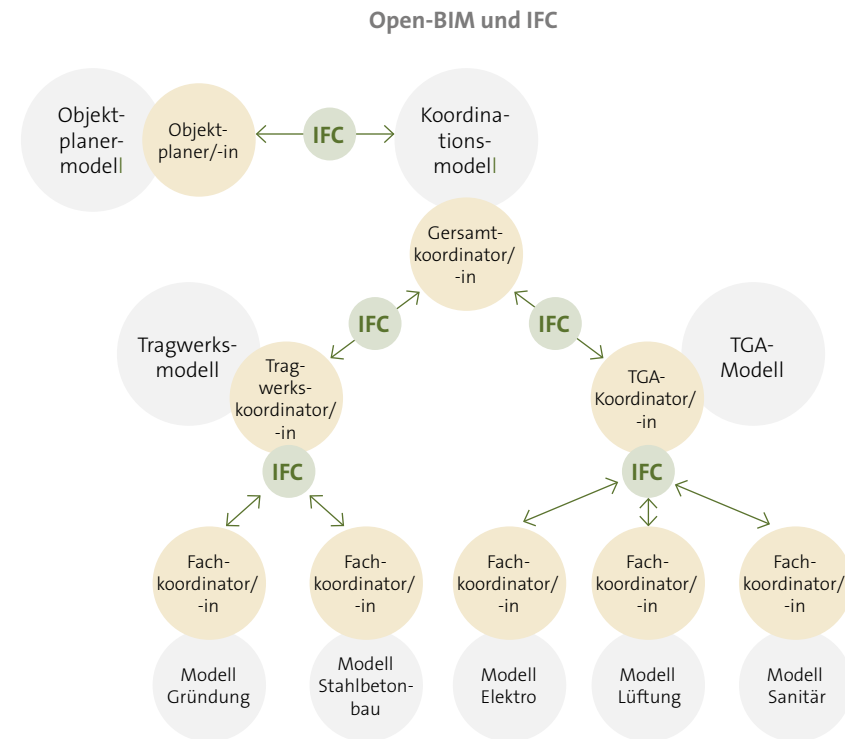 Open-BIM und IFC
Objekt-
planer-
modell
Objekt-
planer/-in
IFC
Koordina-
tions-
modell
Gersamt-
koordinator/
-in
IFC
IFC
Tragwerks-
modell
Trag-
werks-
koordinator/
-in
TGA-
Koordinator/
-in
TGA-
Modell
IFC
IFC
Fach-
koordinator/
-in
Fach-
koordinator/
-in
Fach-
koordinator/
-in
Fach-
koordinator/
-in
Fach-
koordinator/
-in
Modell
Gründung
Modell
Stahlbeton-
bau
Modell
Elektro
Modell
Lüftung
Modell
Sanitär